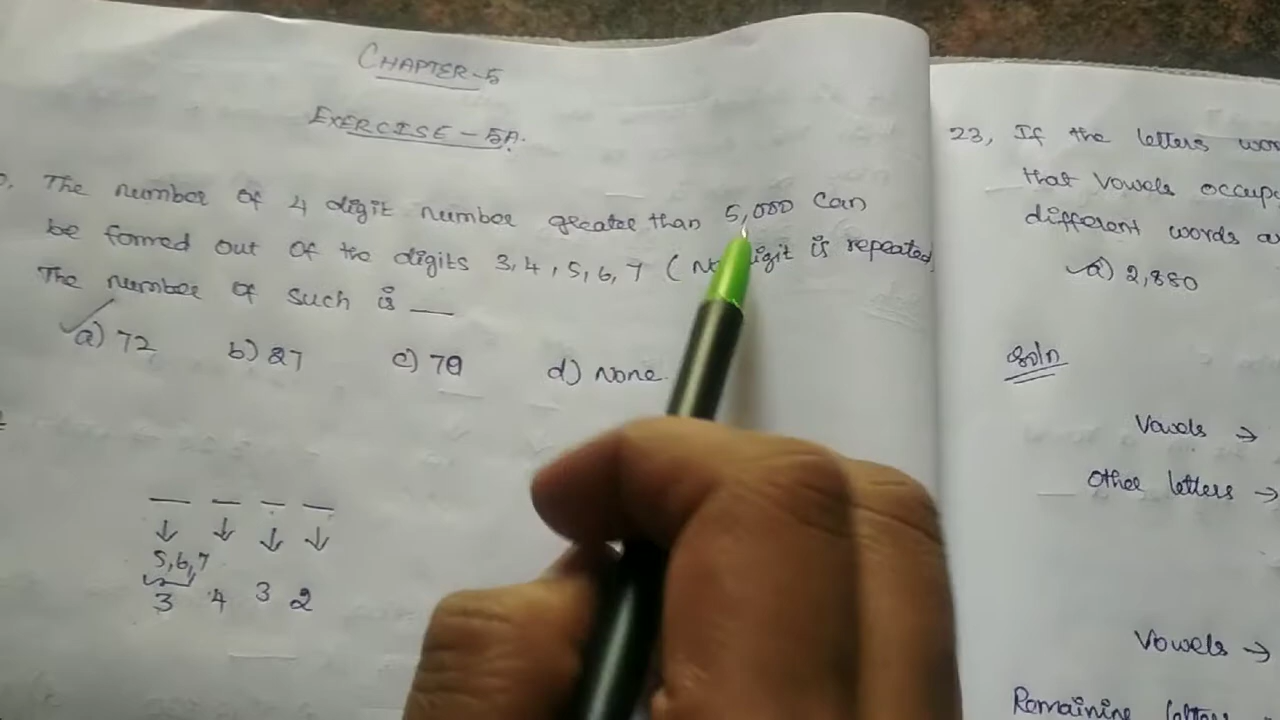 CHAPTER-5
EXERCISE-5A.
The number of 4 digit number greater than 5,000 can
be formed out of the digits 3,4,5,6,7 ( No digit is repeated
The number of such is __
a) 72 b) 27 c) 70 d) None.
5,6,7
3 4 3 2
23, If the letters
that Vowels
different words
a) 2,880
Soln
Vowels →
Other letters →
Vowels →
Remaining letters